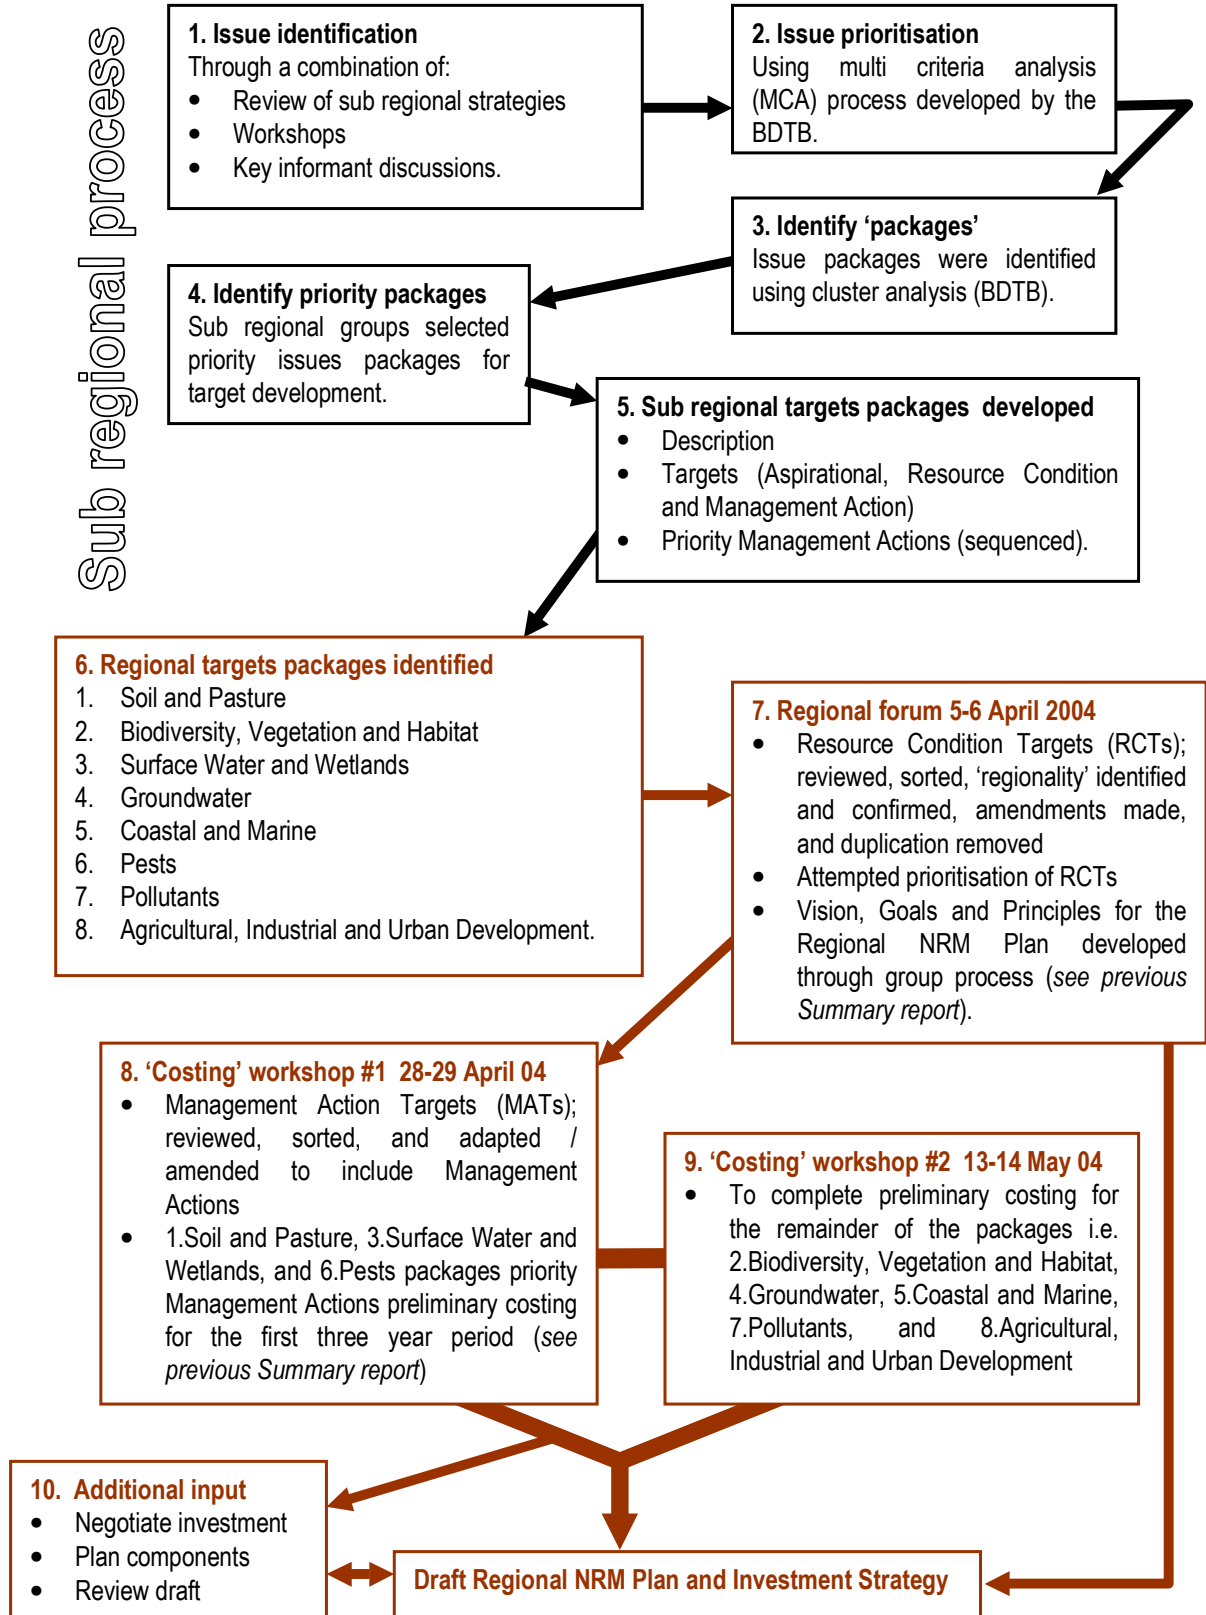 Sub regional process
1. Issue identification
Through a combination of:
• Review of sub regional strategies
• Workshops
• Key informant discussions.
2. Issue prioritisation
Using multi criteria analysis
(MCA) process developed by the
BDTB.
3. Identify ‘packages’
Issue packages were identified
using cluster analysis (BDTB).
4. Identify priority packages
Sub regional groups selected
priority issues packages for
target development.
5. Sub regional targets packages developed
• Description
• Targets (Aspirational, Resource Condition
and Management Action)
• Priority Management Actions (sequenced).
6. Regional targets packages identified
1. Soil and Pasture
2. Biodiversity, Vegetation and Habitat
3. Surface Water and Wetlands
4. Groundwater
5. Coastal and Marine
6. Pests
7. Pollutants
8. Agricultural, Industrial and Urban Development.
7. Regional forum 5-6 April 2004
• Resource Condition Targets (RCTs);
reviewed, sorted, ‘regionality’ identified
and confirmed, amendments made,
and duplication removed
• Attempted prioritisation of RCTs
• Vision, Goals and Principles for the
Regional NRM Plan developed
through group process (see previous
Summary report).
8. ‘Costing’ workshop #1 28-29 April 04
• Management Action Targets (MATs);
reviewed, sorted, and adapted /
amended to include Management
Actions
• 1.Soil and Pasture, 3.Surface Water and
Wetlands, and 6.Pests packages priority
Management Actions preliminary costing
for the first three year period (see
previous Summary report)
9. ‘Costing’ workshop #2 13-14 May 04
• To complete preliminary costing for
the remainder of the packages i.e.
2.Biodiversity, Vegetation and Habitat,
4.Groundwater, 5.Coastal and Marine,
7.Pollutants, and 8.Agricultural,
Industrial and Urban Development
10. Additional input
• Negotiate investment
• Plan components
• Review draft
Draft Regional NRM Plan and Investment Strategy